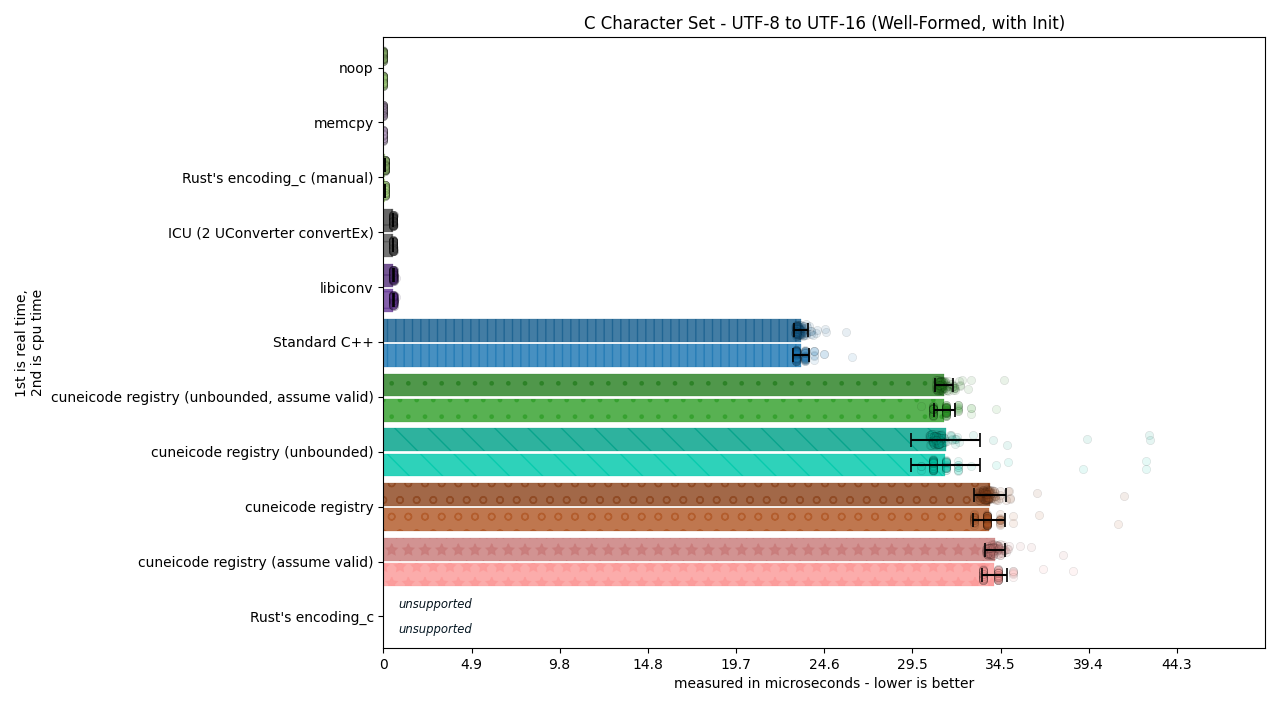 C Character Set - UTF-8 to UTF-16 (Well-Formed, with Init)
1st is real time,
2nd is cpu time
noop
memcpy
Rust's encoding_c (manual)
ICU (2 UConverter convertEx)
libiconv
Standard C++
cuneicode registry (unbounded, assume valid)
cuneicode registry (unbounded)
cuneicode registry
cuneicode registry (assume valid)
Rust's encoding_c
unsupported
unsupported
0 4.9 9.8 14.8 19.7 24.6 29.5 34.5 39.4 44.3
measured in microseconds - lower is better